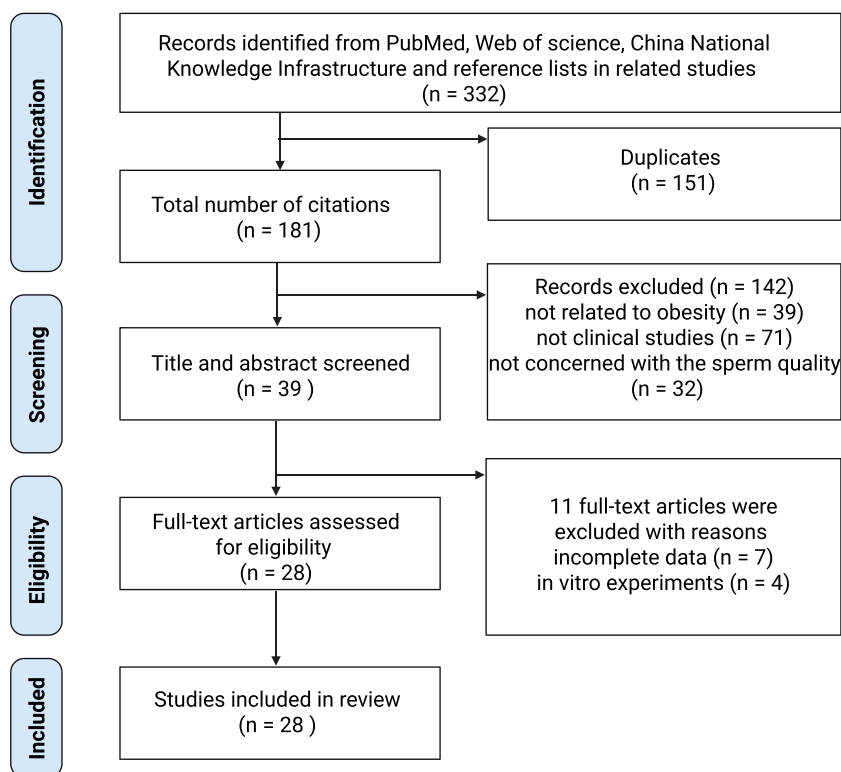 Identification
Records identified from PubMed, Web of science, China National
Knowledge Infrastructure and reference lists in related studies
(n = 332)
Duplicates
(n = 151)
Total number of citations
(n = 181)
Screening
Records excluded (n = 142)
not related to obesity (n = 39)
not clinical studies (n = 71)
not concerned with the sperm quality
(n = 32)
Title and abstract screened
(n = 39 )
Eligibility
Full-text articles assessed
for eligibility
(n = 28)
11 full-text articles were
excluded with reasons
incomplete data (n = 7)
in vitro experiments (n = 4)
Included
Studies included in review
(n = 28 )